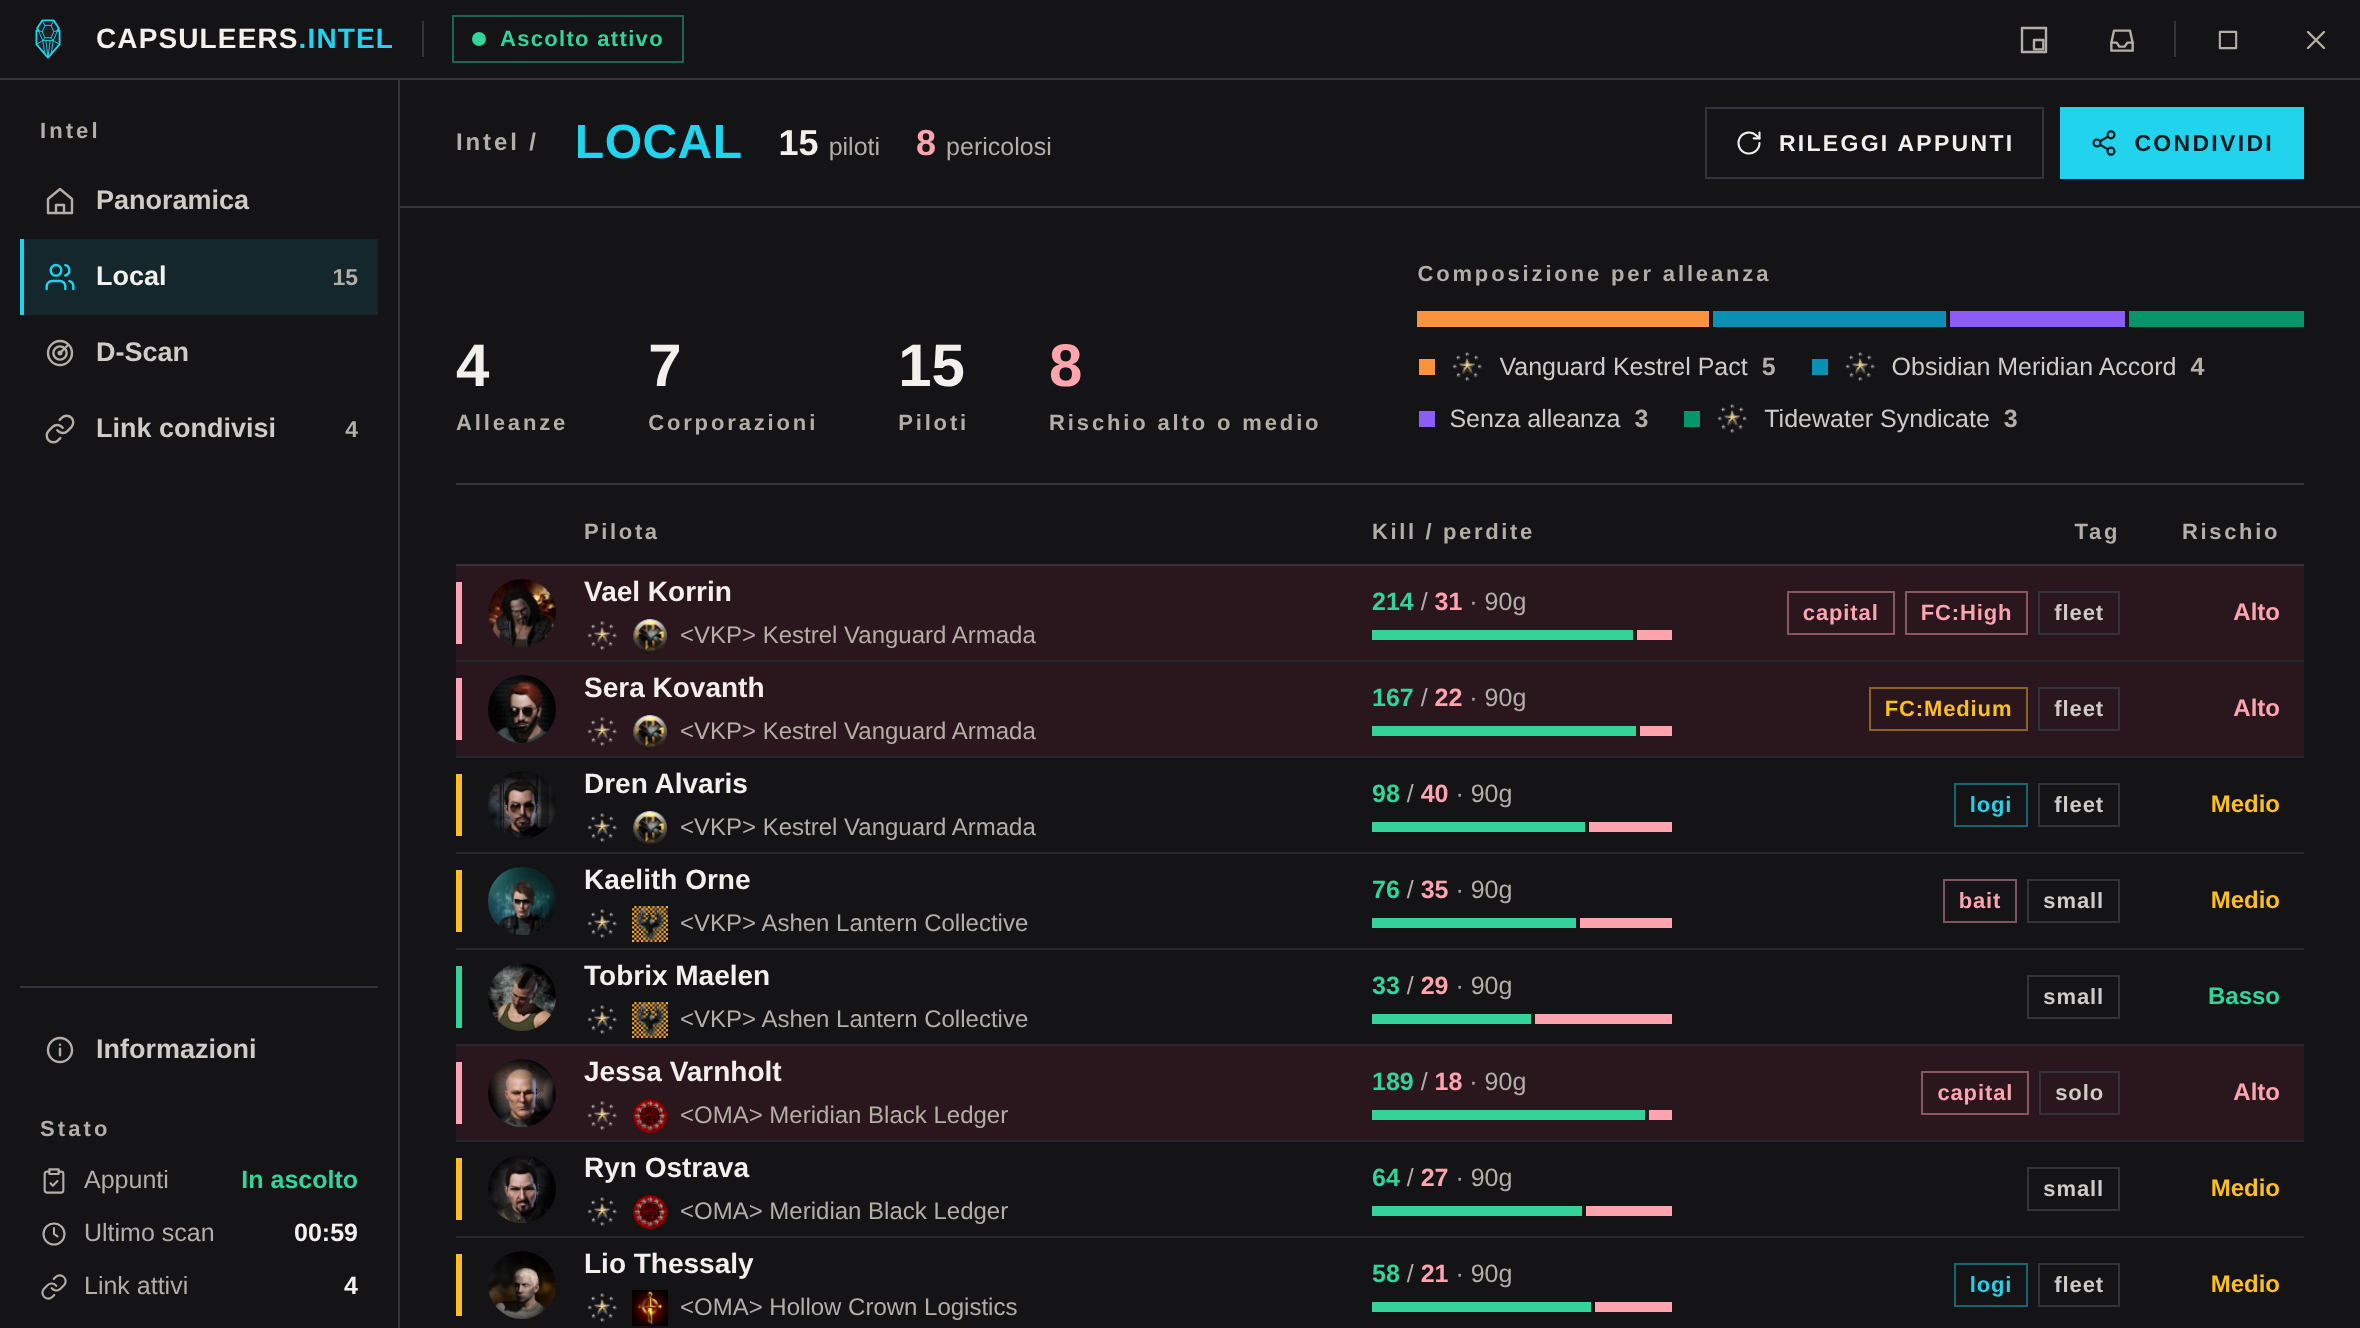 CAPSULEERS.INTEL
Ascolto attivo
Intel
Panoramica
Local 15
D-Scan
Link condivisi 4
Informazioni
Stato
Appunti In ascolto
Ultimo scan 00:59
Link attivi 4
Intel / LOCAL 15 piloti 8 pericolosi
RILEGGI APPUNTI
CONDIVIDI
4 Alleanze
7 Corporazioni
15 Piloti
8 Rischio alto o medio
Composizione per alleanza
Vanguard Kestrel Pact 5 Obsidian Meridian Accord 4
Senza alleanza 3 Tidewater Syndicate 3
Pilota Kill / perdite Tag Rischio
Vael Korrin
<VKP> Kestrel Vanguard Armada
214 / 31 · 90g
capital FC:High fleet
Alto
Sera Kovanth
<VKP> Kestrel Vanguard Armada
167 / 22 · 90g
FC:Medium fleet
Alto
Dren Alvaris
<VKP> Kestrel Vanguard Armada
98 / 40 · 90g
logi fleet
Medio
Kaelith Orne
<VKP> Ashen Lantern Collective
76 / 35 · 90g
bait small
Medio
Tobrix Maelen
<VKP> Ashen Lantern Collective
33 / 29 · 90g
small
Basso
Jessa Varnholt
<OMA> Meridian Black Ledger
189 / 18 · 90g
capital solo
Alto
Ryn Ostrava
<OMA> Meridian Black Ledger
64 / 27 · 90g
small
Medio
Lio Thessaly
<OMA> Hollow Crown Logistics
58 / 21 · 90g
logi fleet
Medio